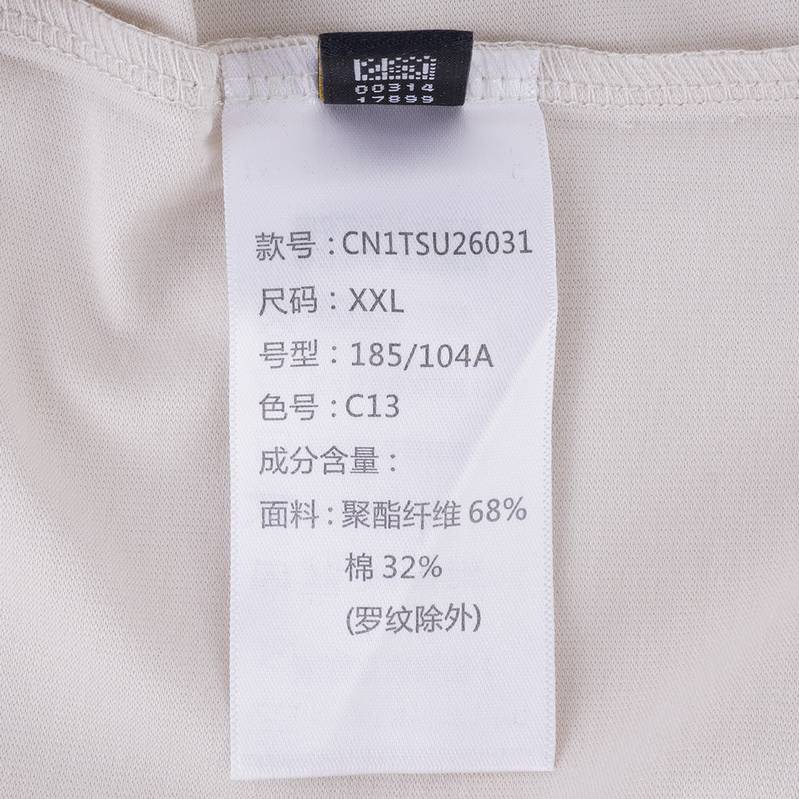 00314
17899
款号：CN1TSU26031
尺码：XXL
号型：185/104A
色号：C13
成分含量：
面料：聚酯纤维 68%
棉 32%
(罗纹除外)